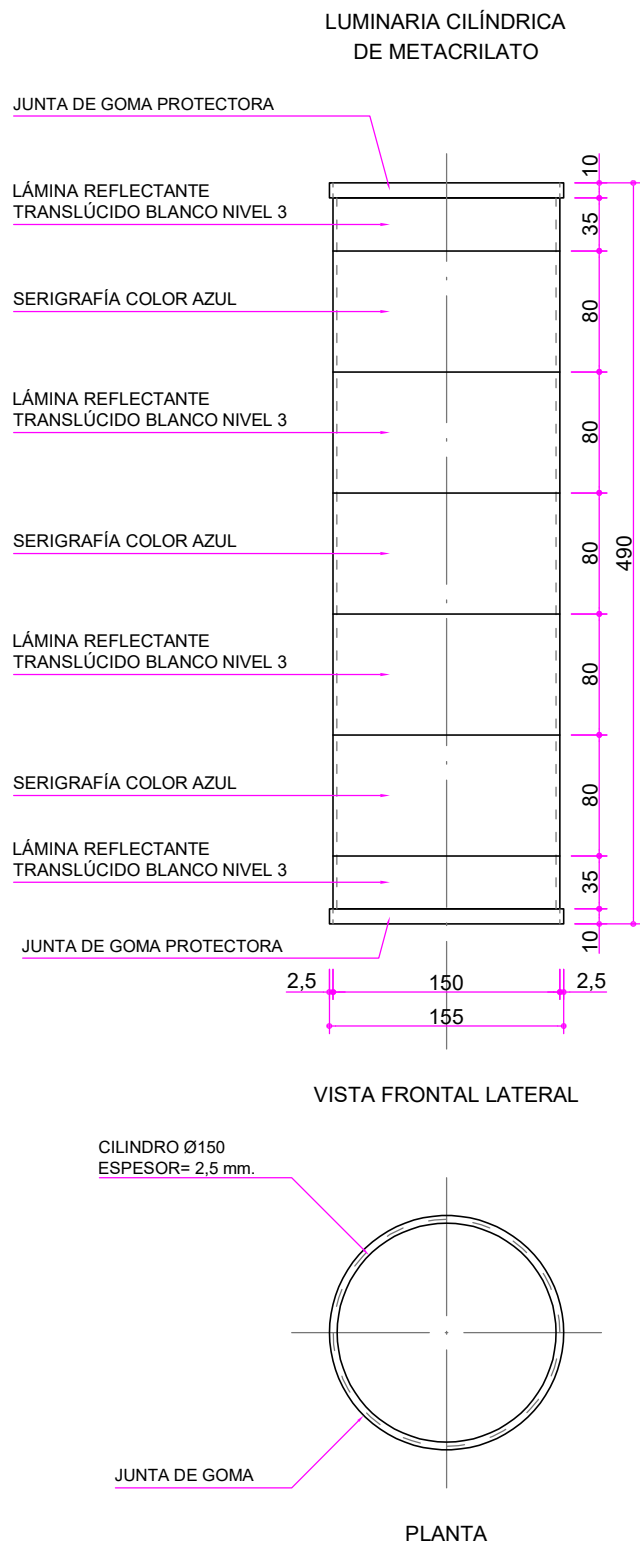 LUMINARIA CILÍNDRICA
DE METACRILATO
JUNTA DE GOMA PROTECTORA
10
LÁMINA REFLECTANTE
TRANSLÚCIDO BLANCO NIVEL 3
35
SERIGRAFÍA COLOR AZUL
80
LÁMINA REFLECTANTE
TRANSLÚCIDO BLANCO NIVEL 3
80
SERIGRAFÍA COLOR AZUL
80
490
LÁMINA REFLECTANTE
TRANSLÚCIDO BLANCO NIVEL 3
80
SERIGRAFÍA COLOR AZUL
80
LÁMINA REFLECTANTE
TRANSLÚCIDO BLANCO NIVEL 3
35
JUNTA DE GOMA PROTECTORA
10
2,5 150 2,5
155
VISTA FRONTAL LATERAL
CILINDRO Ø150
ESPESOR= 2,5 mm.
JUNTA DE GOMA
PLANTA